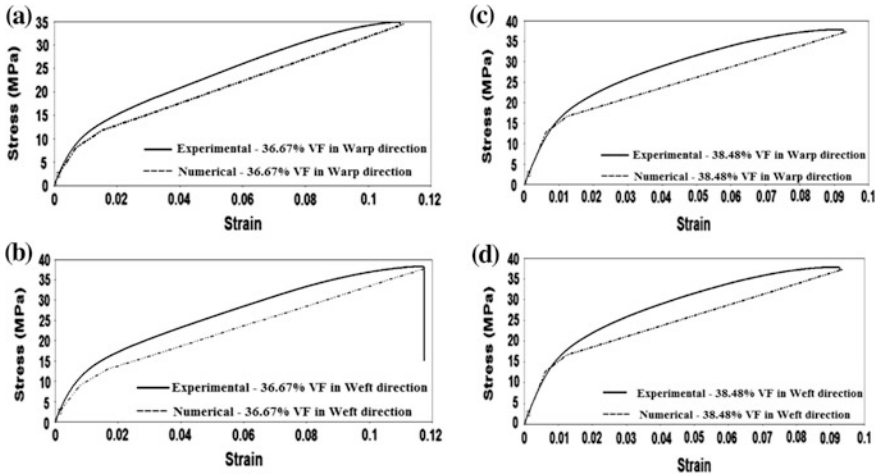 (a)
Stress (MPa)
35
30
25
20
15
10
5
0
Experimental - 36.67% VF in Warp direction
Numerical - 36.67% VF in Warp direction
0 0.02 0.04 0.06 0.08 0.1 0.12
Strain
(b)
Stress (MPa)
40
35
30
25
20
15
10
5
0
Experimental - 36.67% VF in Weft direction
Numerical - 36.67% VF in Weft direction
0 0.02 0.04 0.06 0.08 0.1 0.12
Strain
(c)
Stress (MPa)
40
35
30
25
20
15
10
5
0
Experimental - 38.48% VF in Warp direction
Numerical - 38.48% VF in Warp direction
0 0.01 0.02 0.03 0.04 0.05 0.06 0.07 0.08 0.09 0.1
Strain
(d)
Stress (MPa)
40
35
30
25
20
15
10
5
0
Experimental - 38.48% VF in Weft direction
Numerical - 38.48% VF in Weft direction
0 0.01 0.02 0.03 0.04 0.05 0.06 0.07 0.08 0.09 0.1
Strain